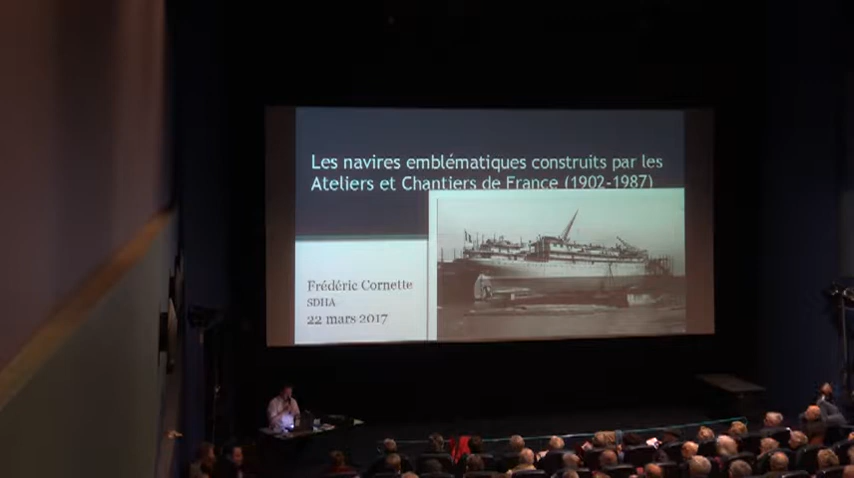 Les navires emblématiques construits par les
Ateliers et Chantiers de France (1902-1987)
Frédéric Cornette
SDHA
22 mars 2017